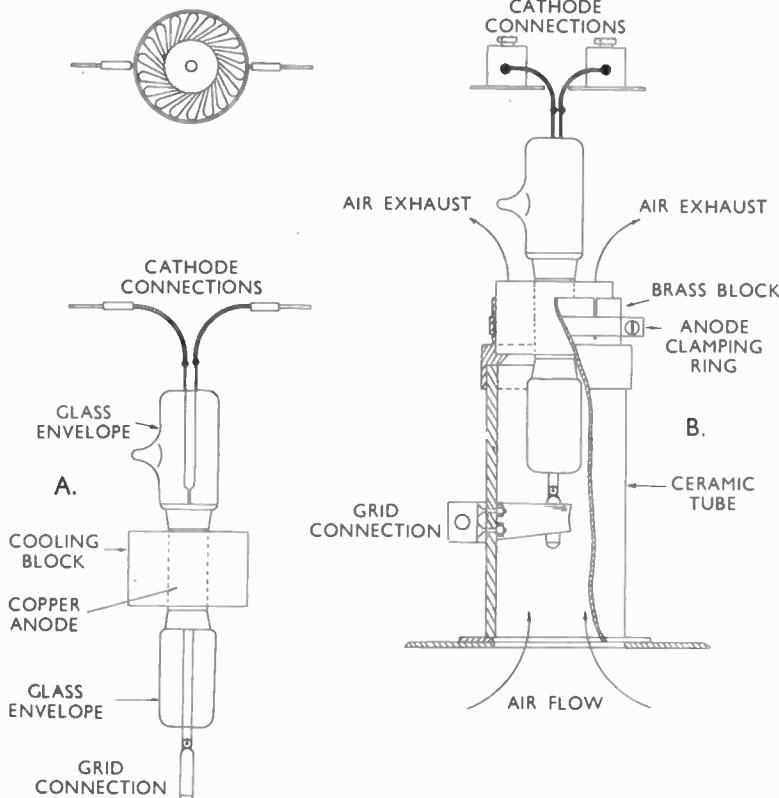 CATHODE
CONNECTIONS
GLASS
ENVELOPE
A.
COOLING
BLOCK
COPPER
ANODE
GLASS
ENVELOPE
GRID
CONNECTION
CATHODE
CONNECTIONS
AIR EXHAUST
AIR EXHAUST
BRASS BLOCK
ANODE
CLAMPING
RING
B.
CERAMIC
TUBE
GRID
CONNECTION
AIR FLOW